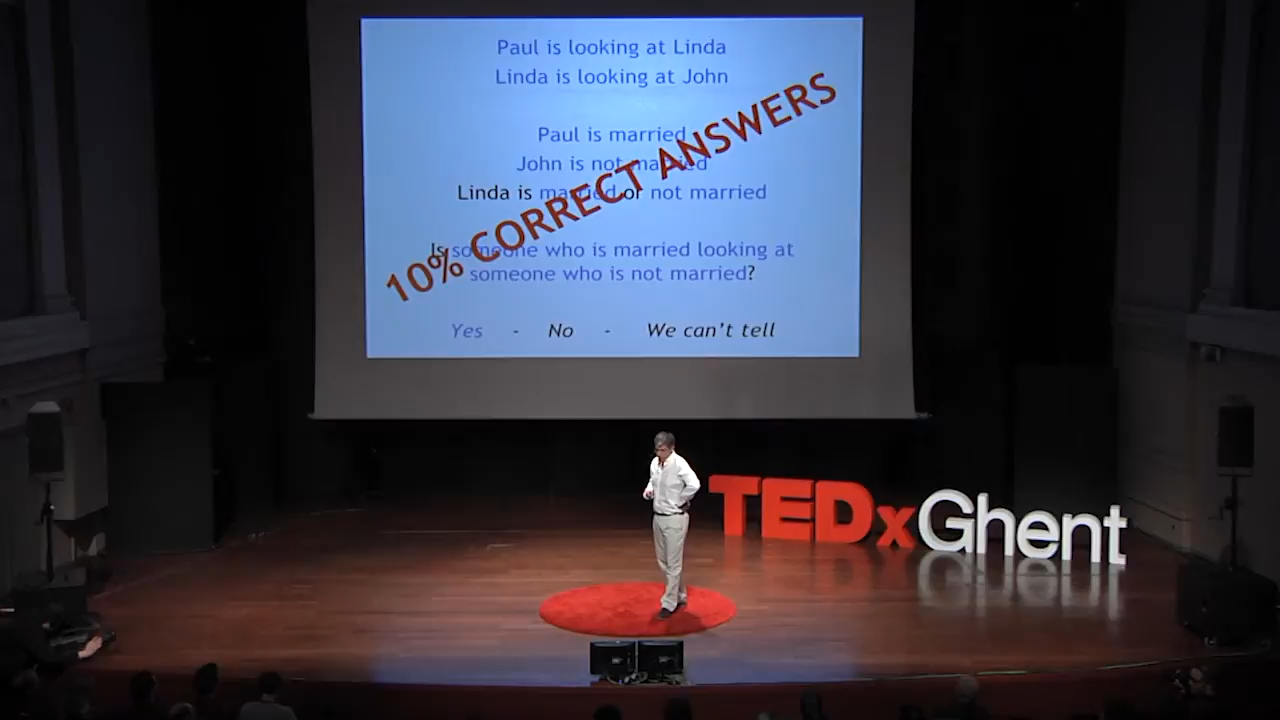 Paul is looking at Linda
Linda is looking at John
Paul is married
John is not married
Linda is married or not married
Is someone who is married looking at
someone who is not married?
Yes - No - We can't tell
10% CORRECT ANSWERS
TEDxGhent